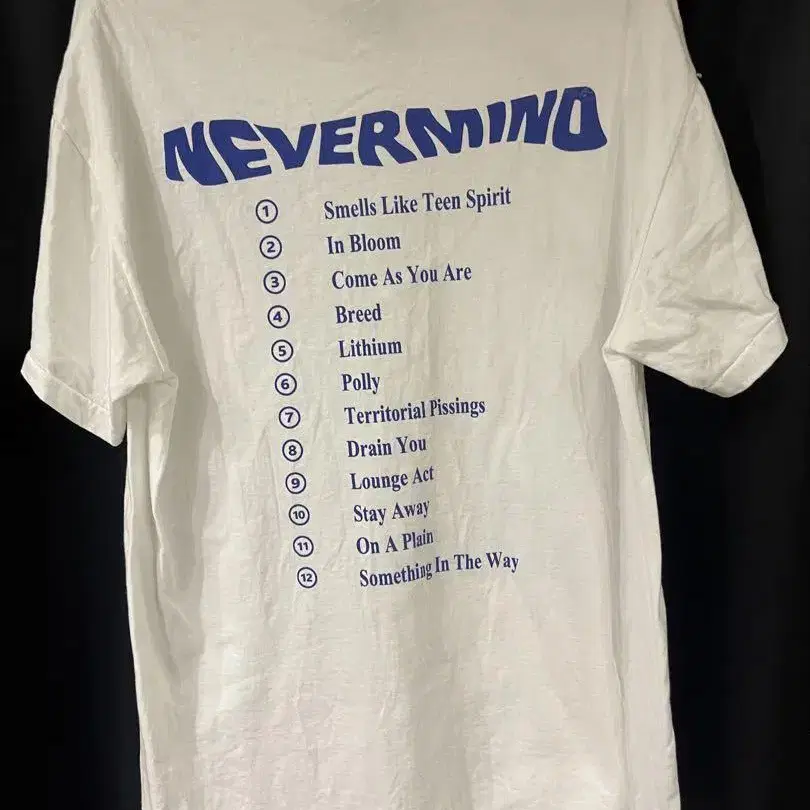 NEVERMIND
1 Smells Like Teen Spirit
2 In Bloom
3 Come As You Are
4 Breed
5 Lithium
6 Polly
7 Territorial Pissings
8 Drain You
9 Lounge Act
10 Stay Away
11 On A Plain
12 Something In The Way